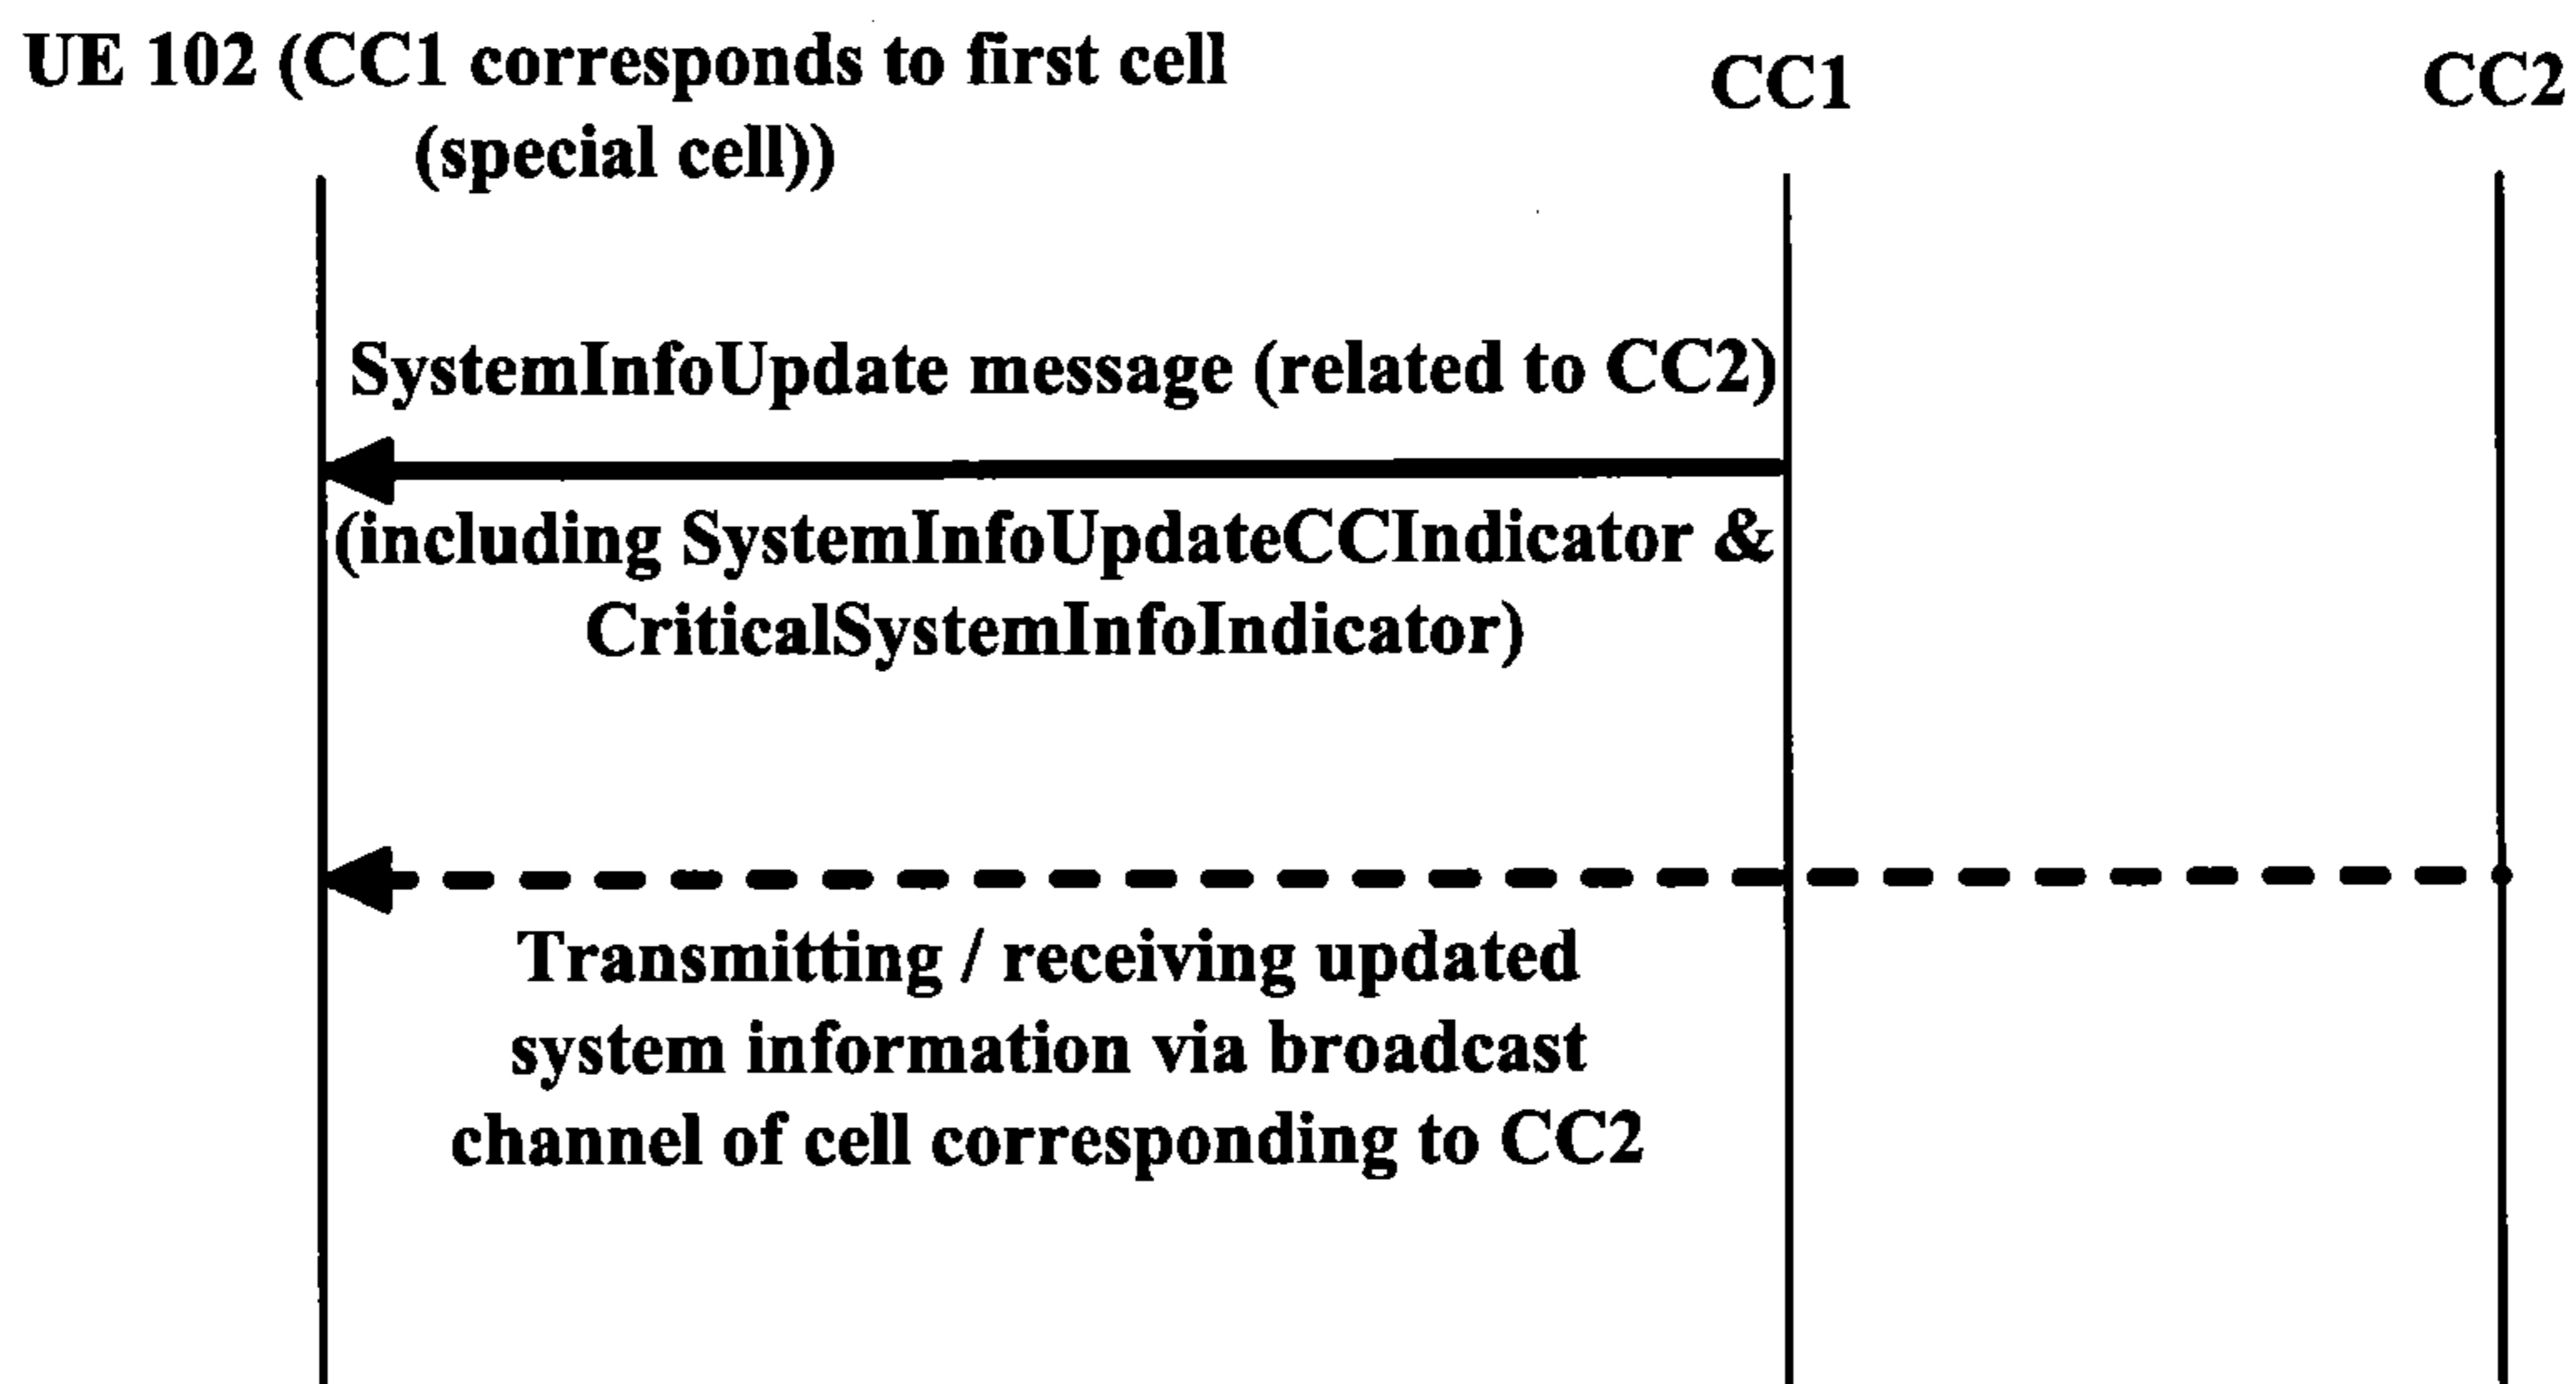 UE 102 (CC1 corresponds to first cell
(special cell))
CC1
CC2
SystemInfoUpdate message (related to CC2)
(including SystemInfoUpdateCCIndicator &
CriticalSystemInfoIndicator)
Transmitting / receiving updated
system information via broadcast
channel of cell corresponding to CC2